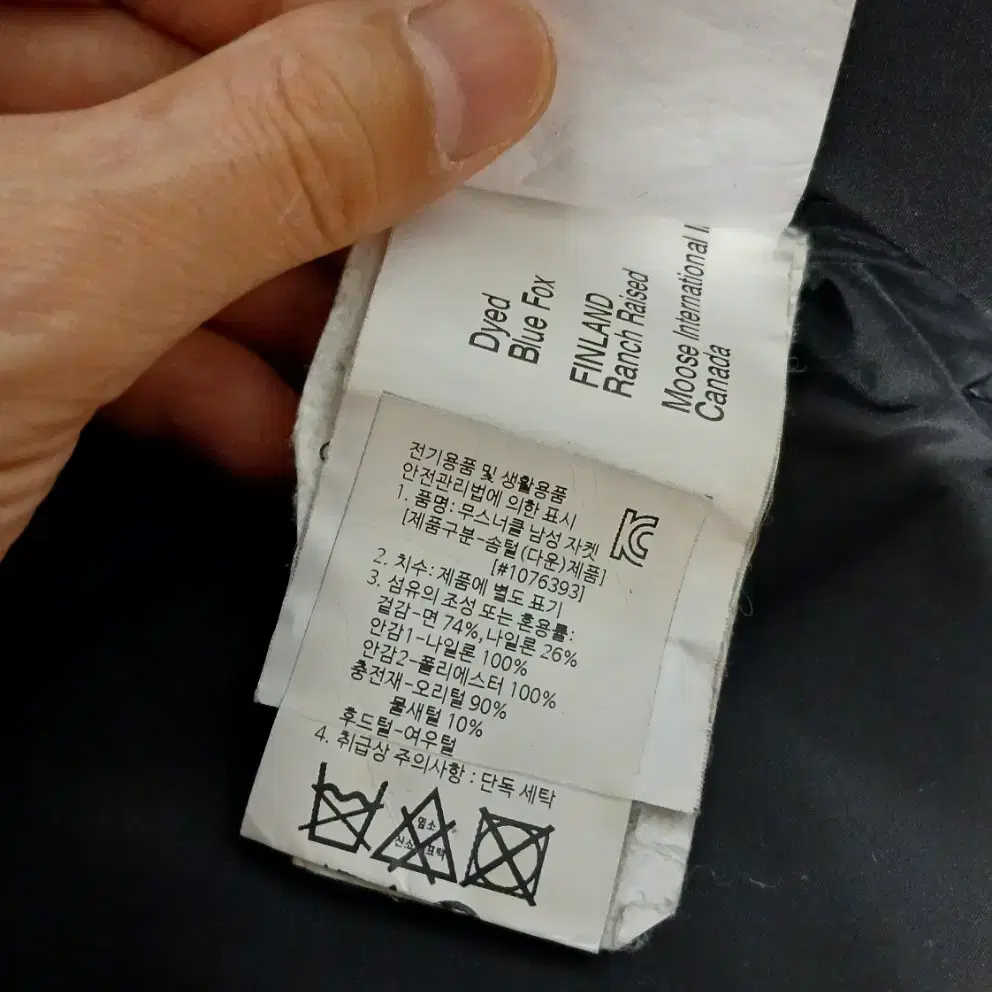 Dyed
Blue Fox
FINLAND
Ranch Raised
Moose International
Canada
전기용품 및 생활용품
안전관리법에 의한 표시
1. 품명: 무스너클 남성 자켓
[제품구분-솜털(다운)제품]
[#1076393]
2. 치수: 제품에 별도 표기
3. 섬유의 조성 또는 혼용률:
겉감-면 74%, 나일론 26%
안감1-나일론 100%
안감2-폴리에스터 100%
충전재-오리털 90%
물새털 10%
후드털-여우털
4. 취급상 주의사항 : 단독 세탁
염소
산소 표백